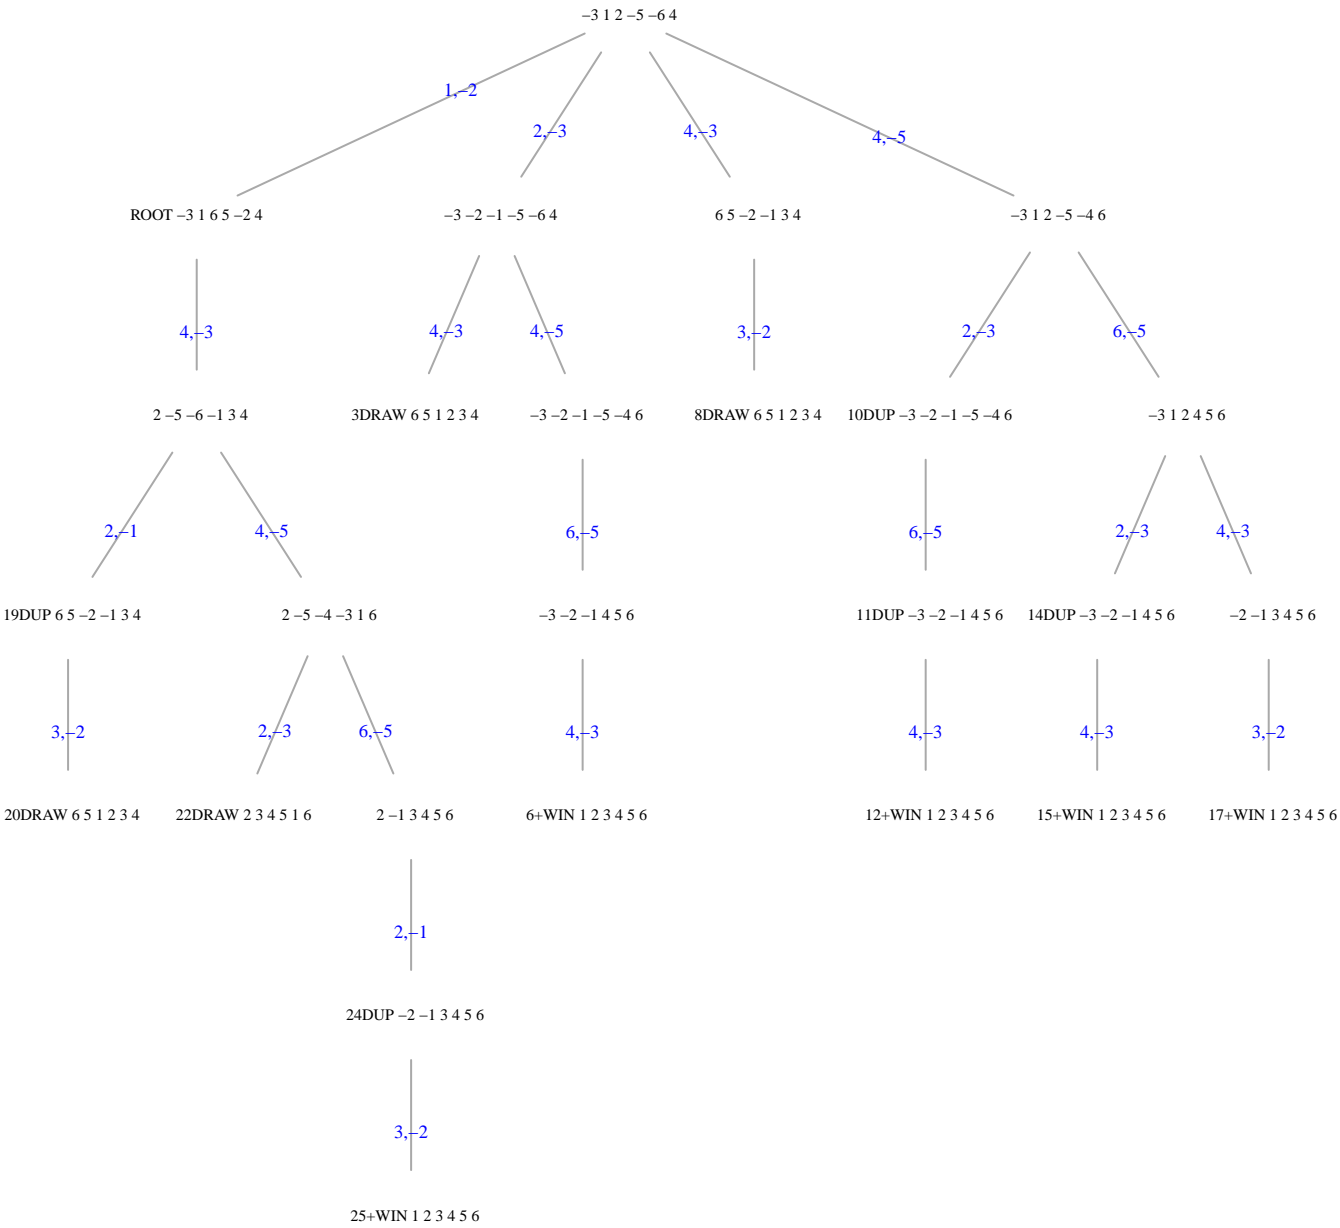 −3 1 2 −5 −6 4
1,−2
2,−3
4,−3
4,−5
ROOT −3 1 6 5 −2 4
−3 −2 −1 −5 −6 4
6 5 −2 −1 3 4
−3 1 2 −5 −4 6
4,−3
4,−3
4,−5
3,−2
2,−3
6,−5
2 −5 −6 −1 3 4
3DRAW 6 5 1 2 3 4
−3 −2 −1 −5 −4 6
8DRAW 6 5 1 2 3 4
10DUP −3 −2 −1 −5 −4 6
−3 1 2 4 5 6
2,−1
4,−5
6,−5
6,−5
2,−3
4,−3
19DUP 6 5 −2 −1 3 4
2 −5 −4 −3 1 6
−3 −2 −1 4 5 6
11DUP −3 −2 −1 4 5 6
14DUP −3 −2 −1 4 5 6
−2 −1 3 4 5 6
3,−2
2,−3
6,−5
4,−3
4,−3
4,−3
3,−2
20DRAW 6 5 1 2 3 4
22DRAW 2 3 4 5 1 6
2 −1 3 4 5 6
6+WIN 1 2 3 4 5 6
12+WIN 1 2 3 4 5 6
15+WIN 1 2 3 4 5 6
17+WIN 1 2 3 4 5 6
2,−1
24DUP −2 −1 3 4 5 6
3,−2
25+WIN 1 2 3 4 5 6